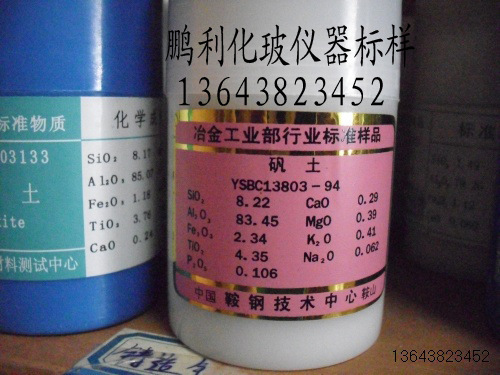 鹏利化玻仪器标样
13643823452
冶金工业部行业标准样品
矾 土
YSBC13803-94
SiO₂ 8.22 CaO 0.29
Al₂O₃ 83.45 MgO 0.39
Fe₂O₃ 2.34 K₂O 0.41
TiO₂ 4.35 Na₂O 0.062
P₂O₅ 0.106
中国 鞍钢技术中心 鞍山
标准物质
03133
土
ite
材料测试中心
化学
SiO₂ 8.17
Al₂O₃ 85.07
Fe₂O₃ 1.16
TiO₂ 3.76
CaO
13643823452